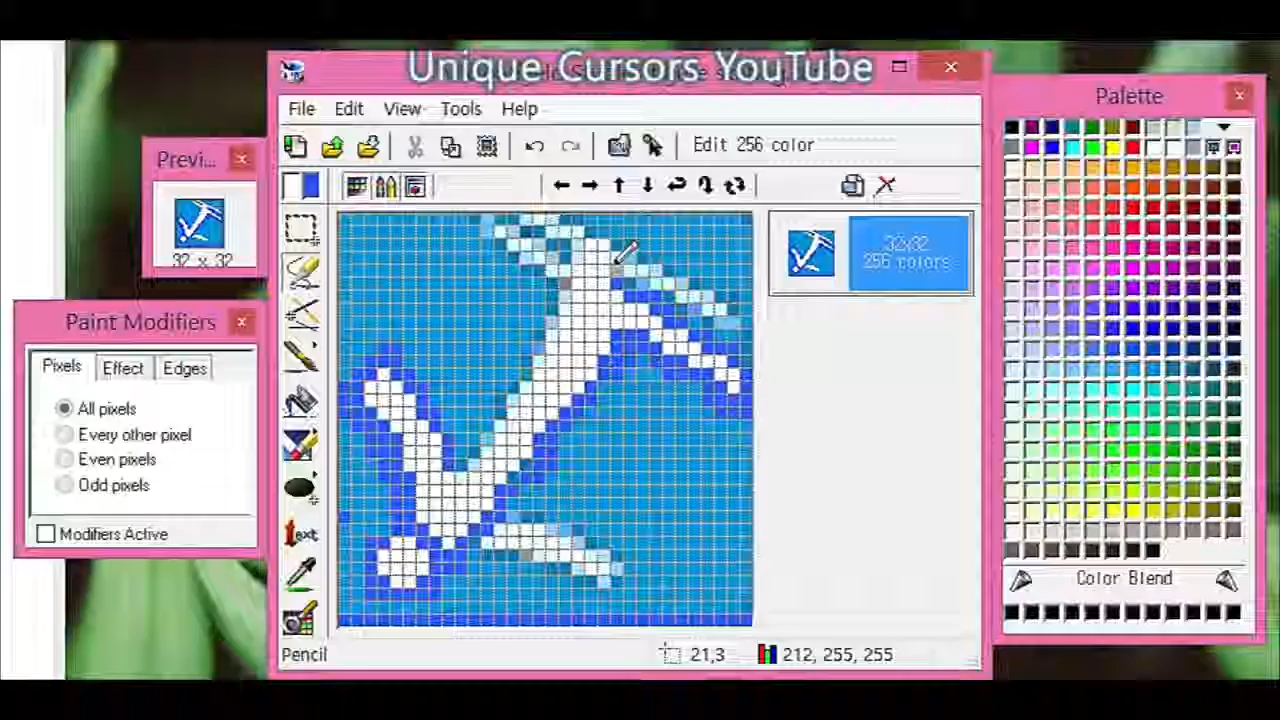 Unique Cursors YouTube
File Edit View Tools Help
Edit 256 color
Palette
Previ...
32 x 32
32x32
256 colors
Paint Modifiers
Pixels Effect Edges
All pixels
Every other pixel
Even pixels
Odd pixels
Modifiers Active
text
Color Blend
Pencil
21,3
212, 255, 255